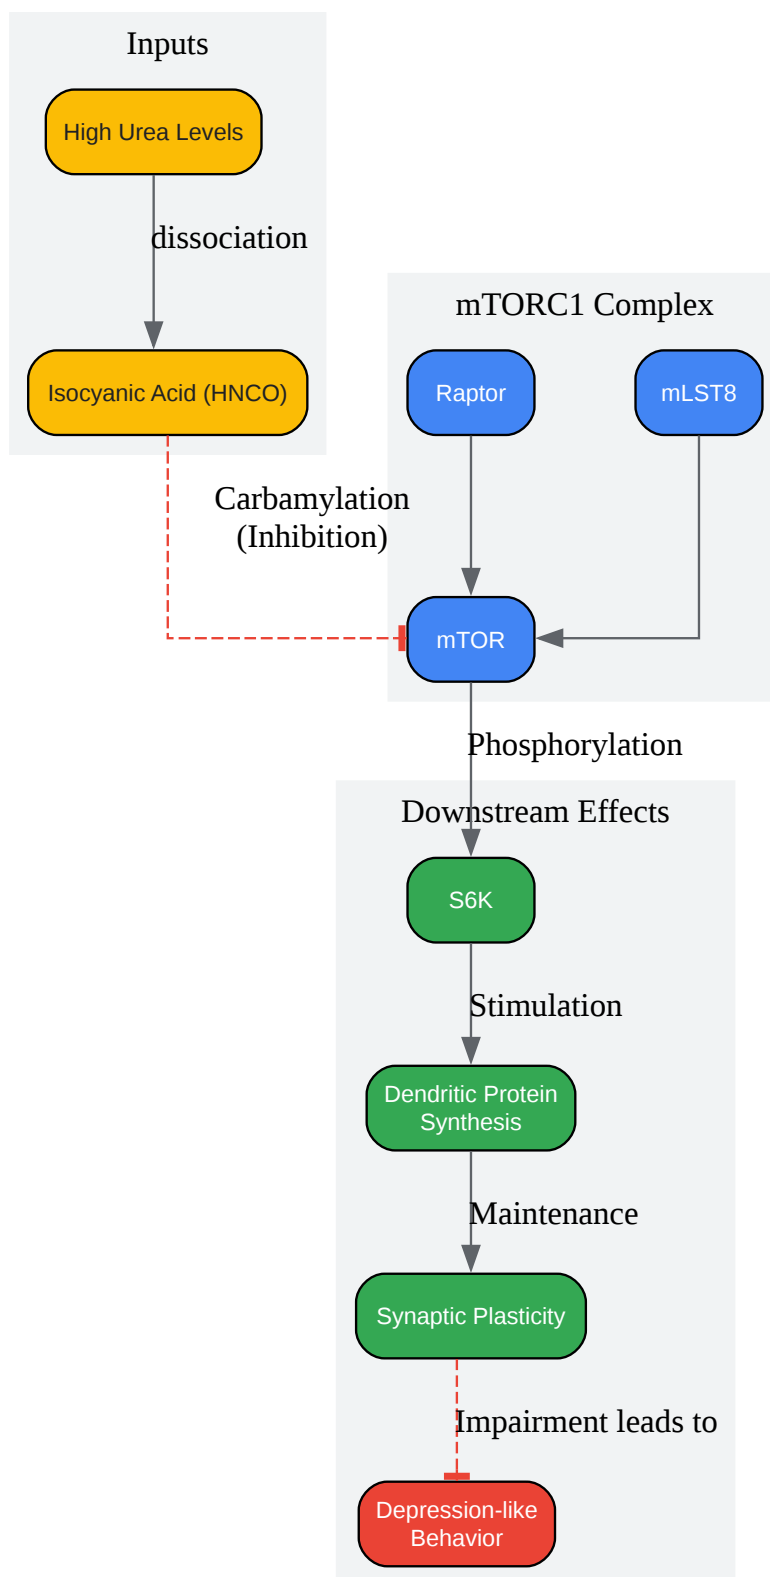 Inputs
High Urea Levels
dissociation
Isocyanic Acid (HNCO)
mTORC1 Complex
Raptor
mLST8
Carbamylation
(Inhibition)
mTOR
Phosphorylation
Downstream Effects
S6K
Stimulation
Dendritic Protein
Synthesis
Maintenance
Synaptic Plasticity
Impairment leads to
Depression-like
Behavior